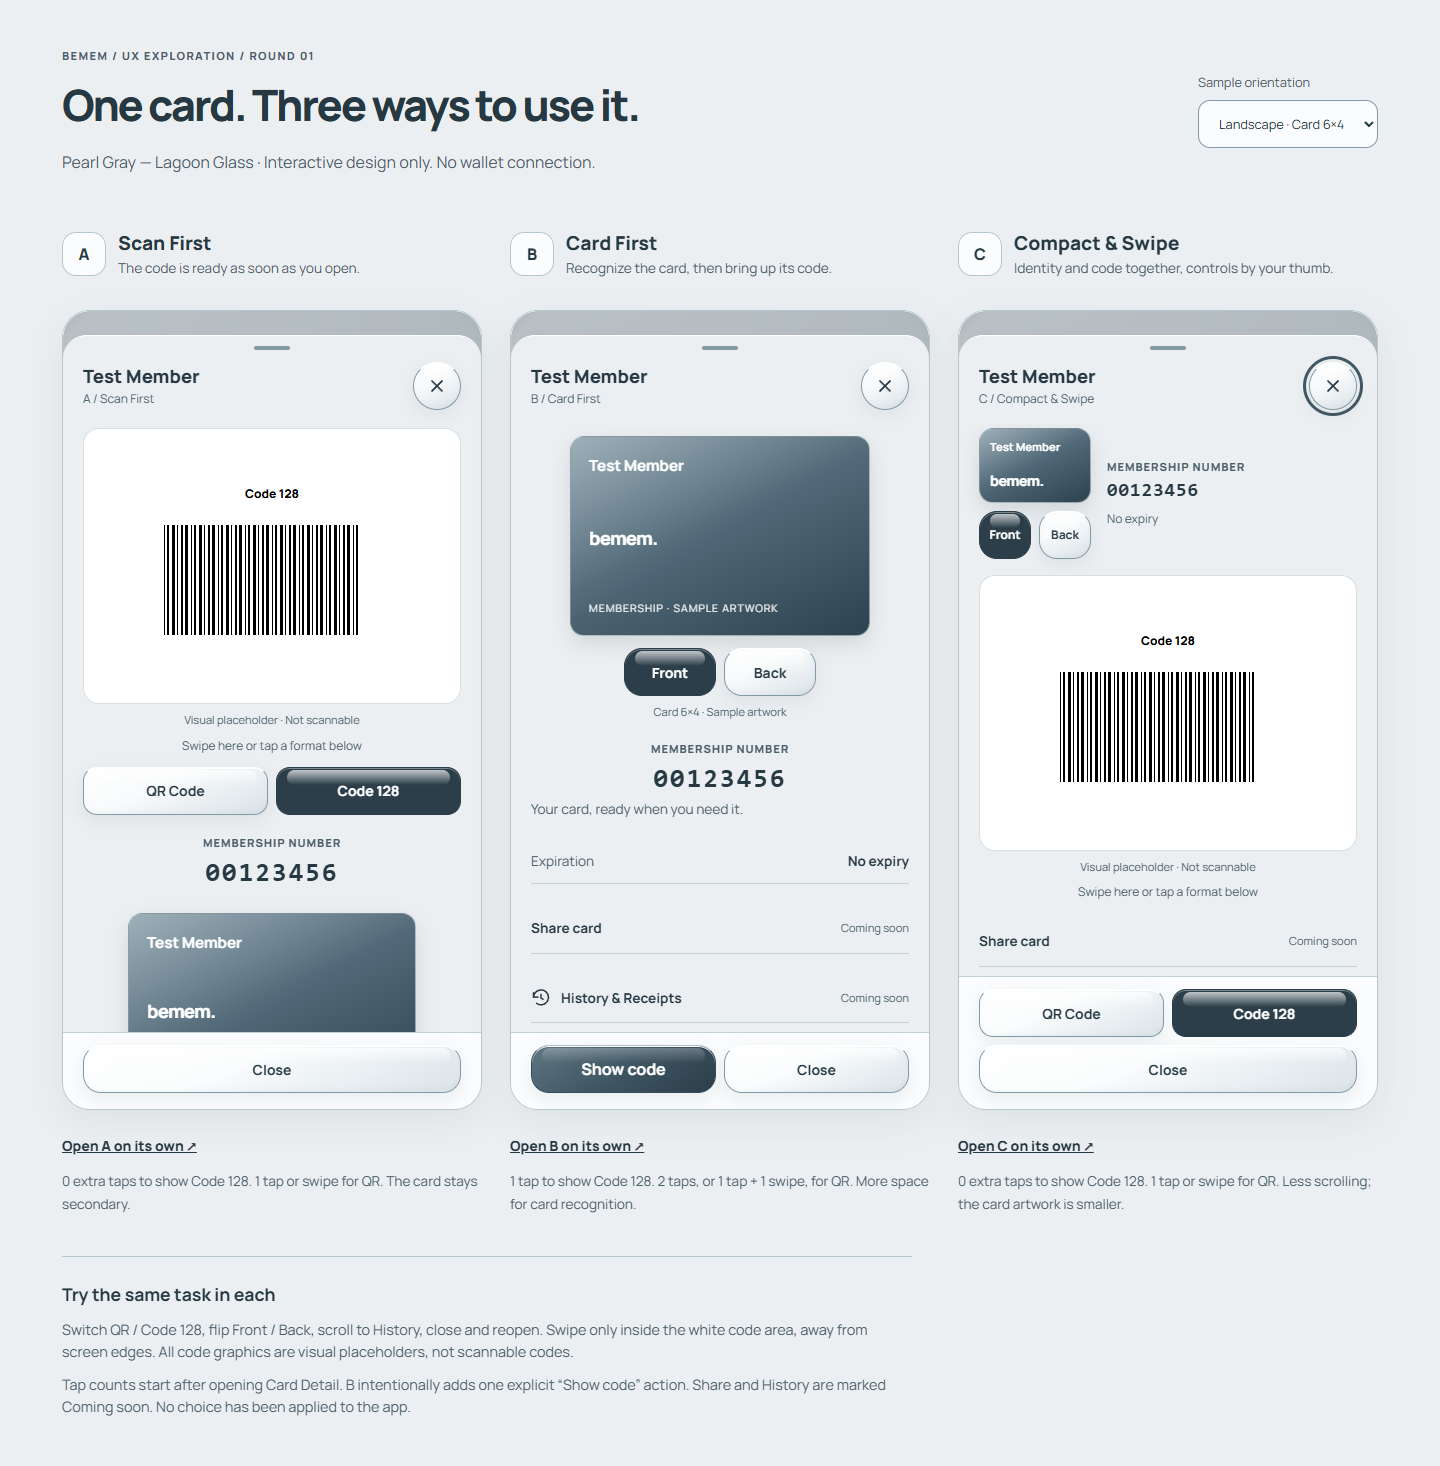 BEMEM / UX EXPLORATION / ROUND 01
One card. Three ways to use it.
Pearl Gray — Lagoon Glass · Interactive design only. No wallet connection.
Sample orientation
Landscape · Card 6×4
A
Scan First
The code is ready as soon as you open.
B
Card First
Recognize the card, then bring up its code.
C
Compact & Swipe
Identity and code together, controls by your thumb.
Test Member
A / Scan First
Code 128
Visual placeholder · Not scannable
Swipe here or tap a format below
QR Code
Code 128
MEMBERSHIP NUMBER
00123456
Test Member
bemem.
Close
Test Member
B / Card First
Test Member
bemem.
MEMBERSHIP · SAMPLE ARTWORK
Front
Back
Card 6×4 · Sample artwork
MEMBERSHIP NUMBER
00123456
Your card, ready when you need it.
Expiration
No expiry
Share card
Coming soon
History & Receipts
Coming soon
Show code
Close
Test Member
C / Compact & Swipe
Test Member
bemem.
Front
Back
MEMBERSHIP NUMBER
00123456
No expiry
Code 128
Visual placeholder · Not scannable
Swipe here or tap a format below
Share card
Coming soon
QR Code
Code 128
Close
Open A on its own ↗
0 extra taps to show Code 128. 1 tap or swipe for QR. The card stays
secondary.
Open B on its own ↗
1 tap to show Code 128. 2 taps, or 1 tap + 1 swipe, for QR. More space
for card recognition.
Open C on its own ↗
0 extra taps to show Code 128. 1 tap or swipe for QR. Less scrolling;
the card artwork is smaller.
Try the same task in each
Switch QR / Code 128, flip Front / Back, scroll to History, close and reopen. Swipe only inside the white code area, away from
screen edges. All code graphics are visual placeholders, not scannable codes.
Tap counts start after opening Card Detail. B intentionally adds one explicit “Show code” action. Share and History are marked
Coming soon. No choice has been applied to the app.